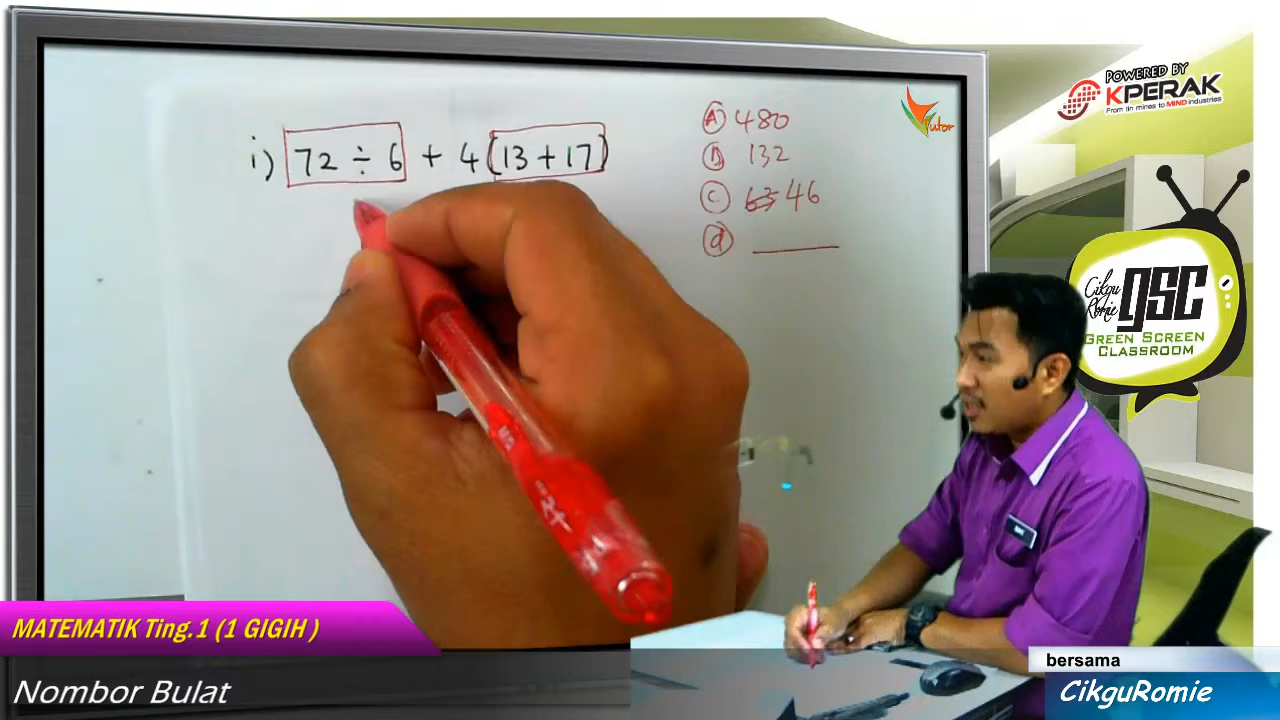 i) 72 ÷ 6 + 4(13 + 17)
A 480
B 132
C 63 46
d
Tutor
POWERED BY
KPERAK
From tin mines to MIND industries
Cikgu
Romie
GSC
GREEN SCREEN
CLASSROOM
MATEMATIK Ting.1 (1 GIGIH )
Nombor Bulat
bersama
CikguRomie